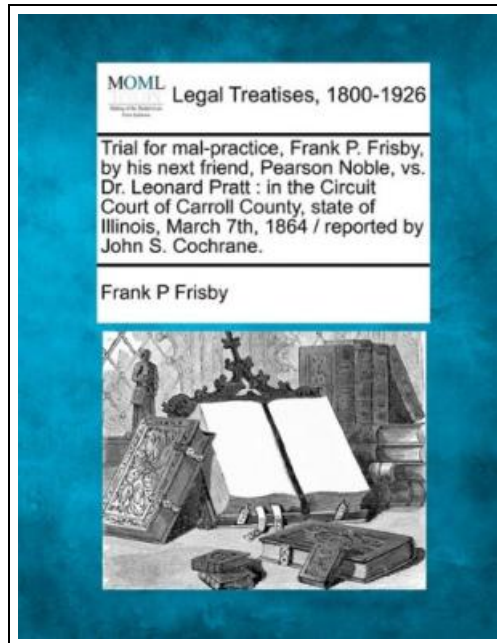 MOML
Legal Treatises, 1800-1926
Trial for mal-practice, Frank P. Frisby,
by his next friend, Pearson Noble, vs.
Dr. Leonard Pratt : in the Circuit
Court of Carroll County, state of
Illinois, March 7th, 1864 / reported by
John S. Cochrane.
Frank P Frisby